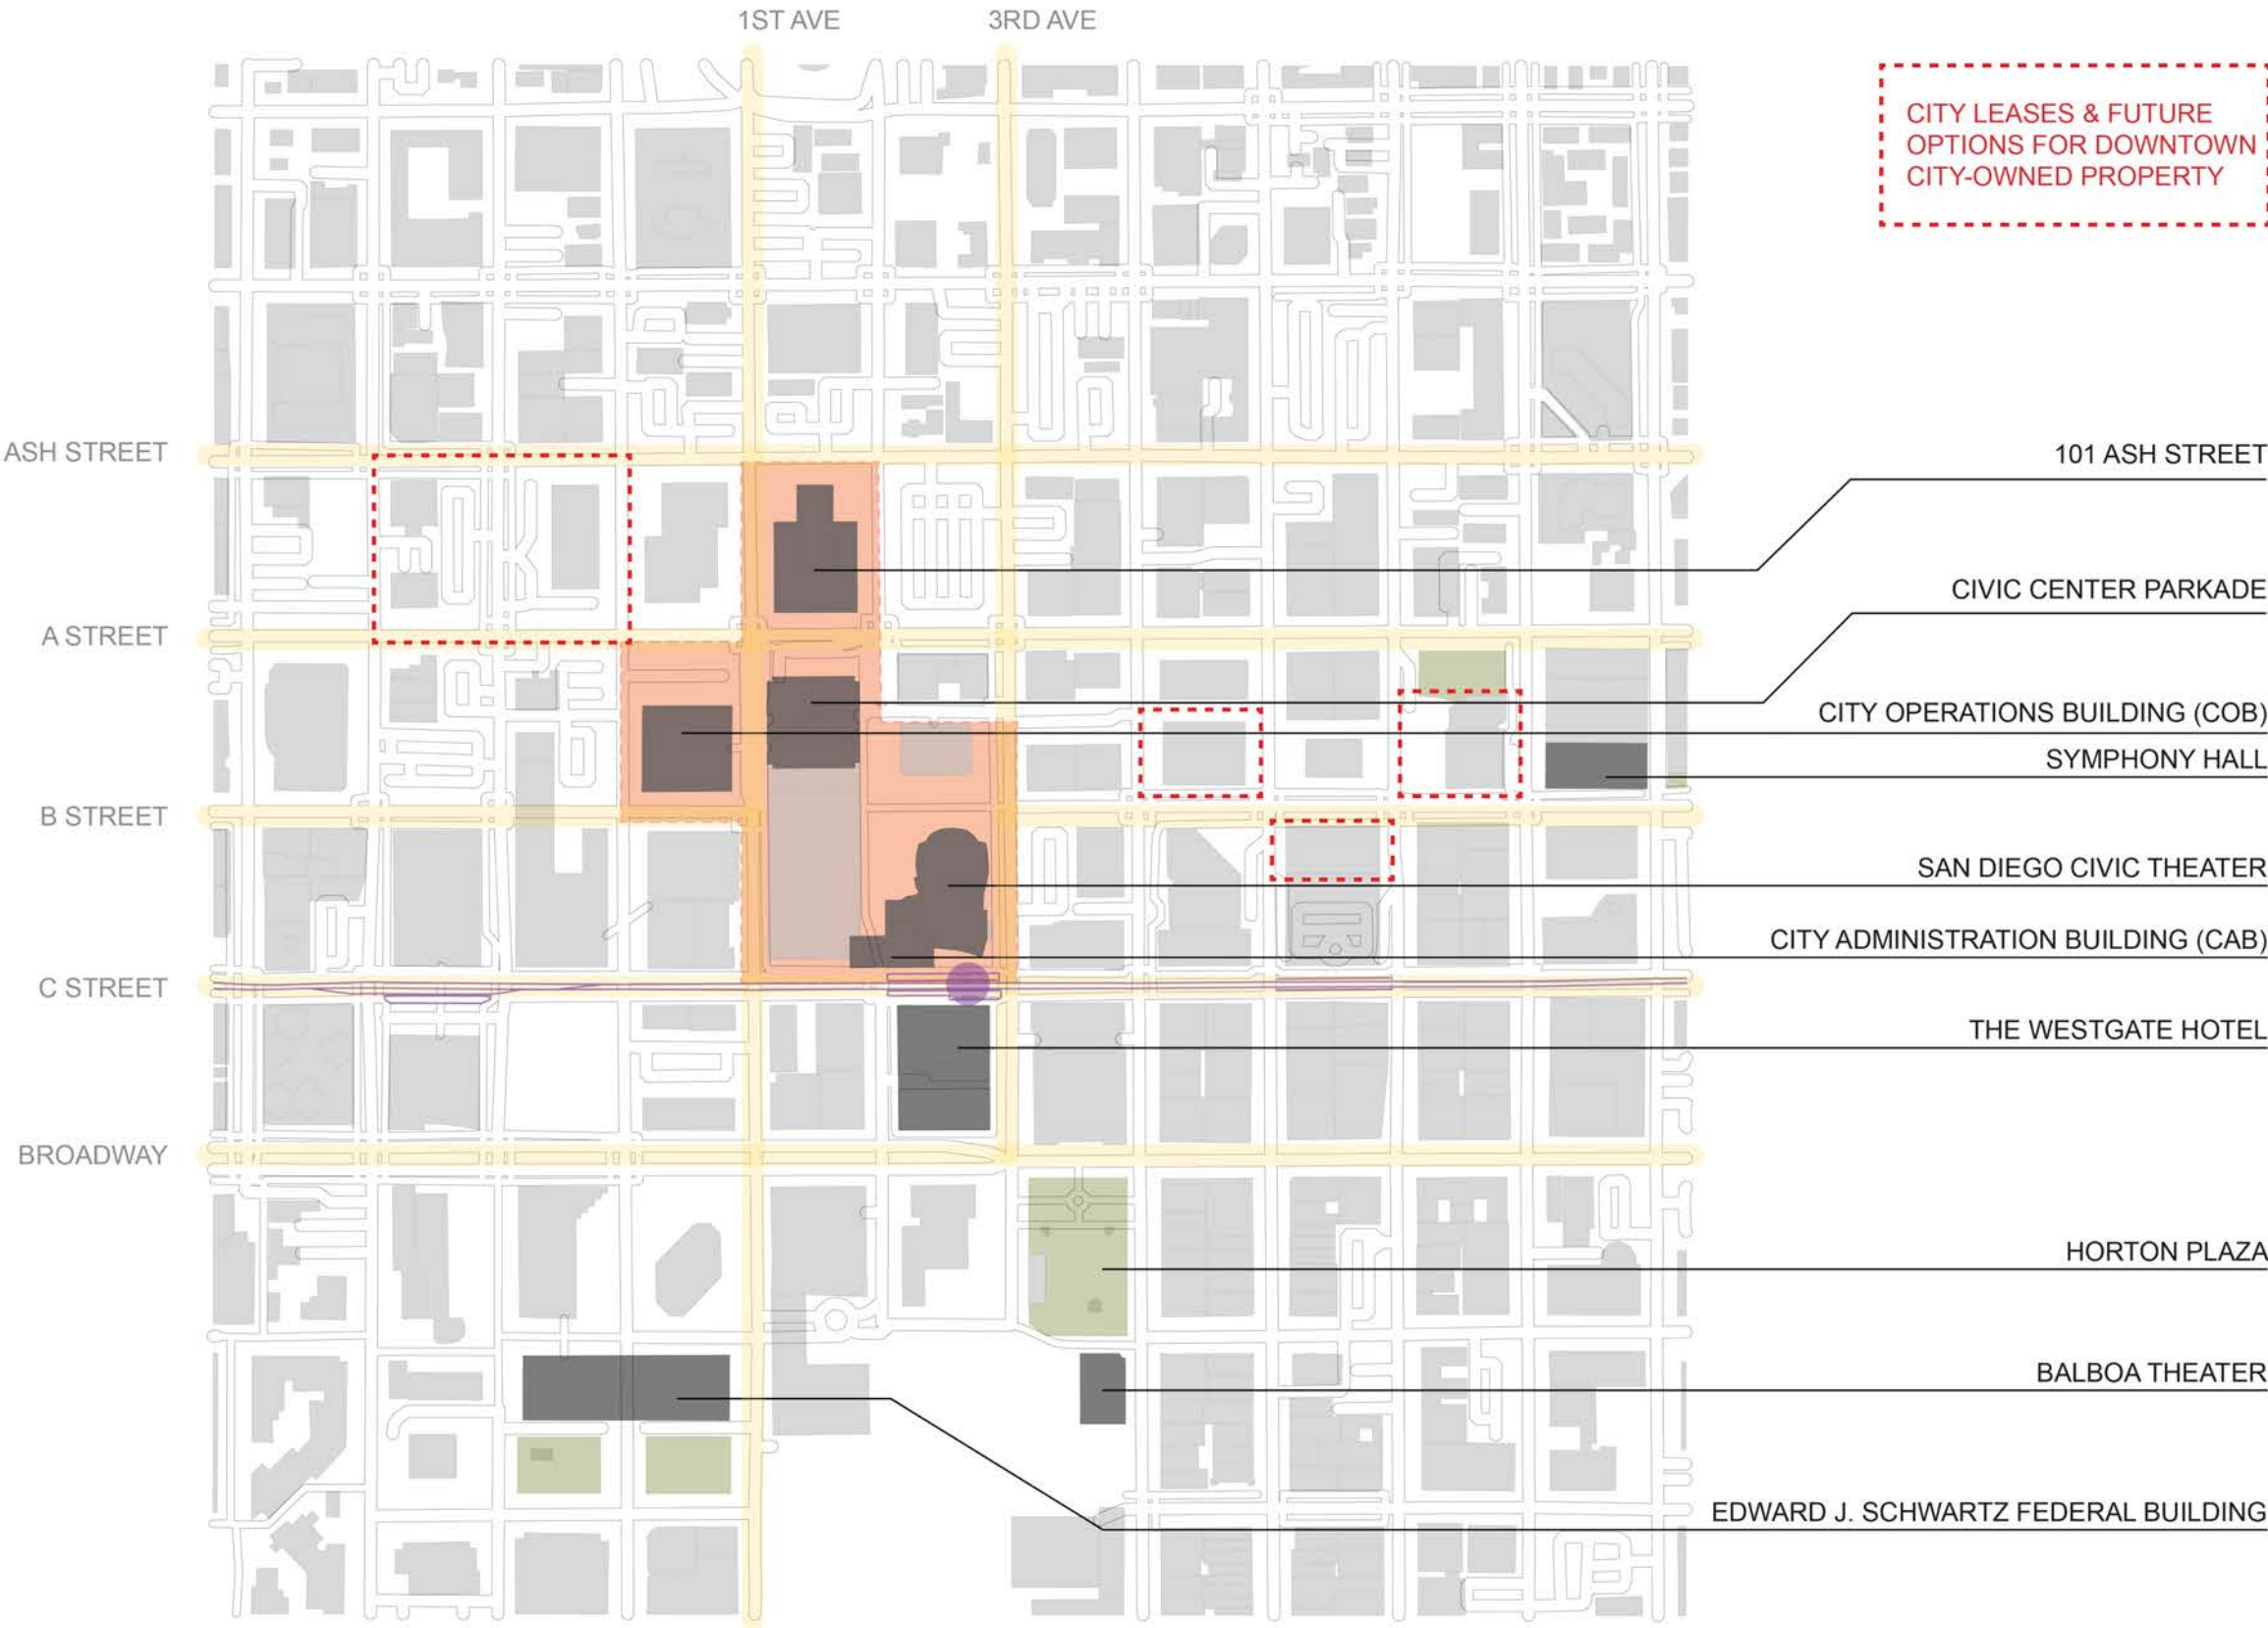 1ST AVE
3RD AVE
CITY LEASES & FUTURE
OPTIONS FOR DOWNTOWN
CITY-OWNED PROPERTY
ASH STREET
101 ASH STREET
CIVIC CENTER PARKADE
A STREET
CITY OPERATIONS BUILDING (COB)
SYMPHONY HALL
B STREET
SAN DIEGO CIVIC THEATER
CITY ADMINISTRATION BUILDING (CAB)
C STREET
THE WESTGATE HOTEL
BROADWAY
HORTON PLAZA
BALBOA THEATER
EDWARD J. SCHWARTZ FEDERAL BUILDING